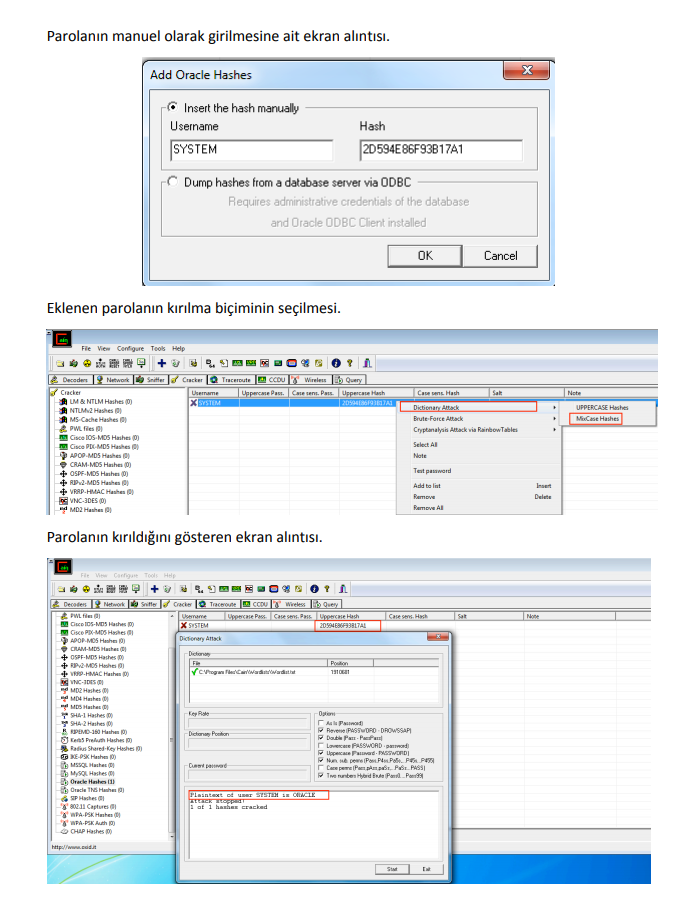 Parolanın manuel olarak girilmesine ait ekran alıntısı.
Add Oracle Hashes
Insert the hash manually
Username Hash
SYSTEM 2D594E86F93B17A1
Dump hashes from a database server via ODBC
Requires administrative credentials of the database
and Oracle ODBC Client installed
OK Cancel
Eklenen parolanın kırılma biçiminin seçilmesi.
File View Configure Tools Help
Decoders Network Sniffer Cracker Traceroute CCDU Wireless Query
Cracker Username Uppercase Pass. Case sens. Pass. Uppercase Hash Case sens. Hash Salt Note
LM & NTLM Hashes (0) SYSTEM 2D594E86F93B17A1
NTLMv2 Hashes (0) Dictionary Attack UPPERCASE Hashes
MS-Cache Hashes (0) Brute-Force Attack MixCase Hashes
PWL files (0) Cryptanalysis Attack via RainbowTables
Cisco IOS-MD5 Hashes (0)
Cisco PIX-MD5 Hashes (0) Select All
APOP-MD5 Hashes (0) Note
CRAM-MD5 Hashes (0)
OSPF-MD5 Hashes (0) Test password
RIPv2-MD5 Hashes (0)
VRRP-HMAC Hashes (0) Add to list Insert
VNC-3DES (0) Remove Delete
MD2 Hashes (0) Remove All
Parolanın kırıldığını gösteren ekran alıntısı.
File View Configure Tools Help
Decoders Network Sniffer Cracker Traceroute CCDU Wireless Query
PWL files (0) Username Uppercase Pass. Case sens. Pass. Uppercase Hash Case sens. Hash Salt Note
Cisco IOS-MD5 Hashes (0) SYSTEM 2D594E86F93B17A1
Cisco PIX-MD5 Hashes (0)
APOP-MD5 Hashes (0)
CRAM-MD5 Hashes (0)
OSPF-MD5 Hashes (0)
RIPv2-MD5 Hashes (0)
VRRP-HMAC Hashes (0)
VNC-3DES (0)
MD2 Hashes (0)
MD4 Hashes (0)
MD5 Hashes (0)
SHA-1 Hashes (0)
SHA-2 Hashes (0)
RIPEMD-160 Hashes (0)
Kerb5 PreAuth Hashes (0)
Radius Shared-Key Hashes (0)
IKE-PSK Hashes (0)
MSSQL Hashes (0)
MySQL Hashes (0)
Oracle Hashes (1)
Oracle TNS Hashes (0)
SIP Hashes (0)
802.11 Captures (0)
WPA-PSK Hashes (0)
WPA-PSK Auth (0)
CHAP Hashes (0)
http://www.oxid.it
Dictionary Attack
Dictionary
File Position
C:\Program Files\Cain\Wordlists\Wordlist.txt 1910681
Key Rate
Dictionary Position
Current password
Options
As Is (Password)
Reverse (PASSWORD - DROWSSAP)
Double (Pass - PassPass)
Lowercase (PASSWORD - password)
Uppercase (Password - PASSWORD)
Num. sub. perms (Pass,P4ss,Pa5s,...P45s...P455)
Case perms (Pass,pAss,paSs,...PaSs...PASS)
Two numbers Hybrid Brute (Pass0....Pass99)
Plaintext of user SYSTEM is ORACLE
Attack stopped!
1 of 1 hashes cracked
Start Exit